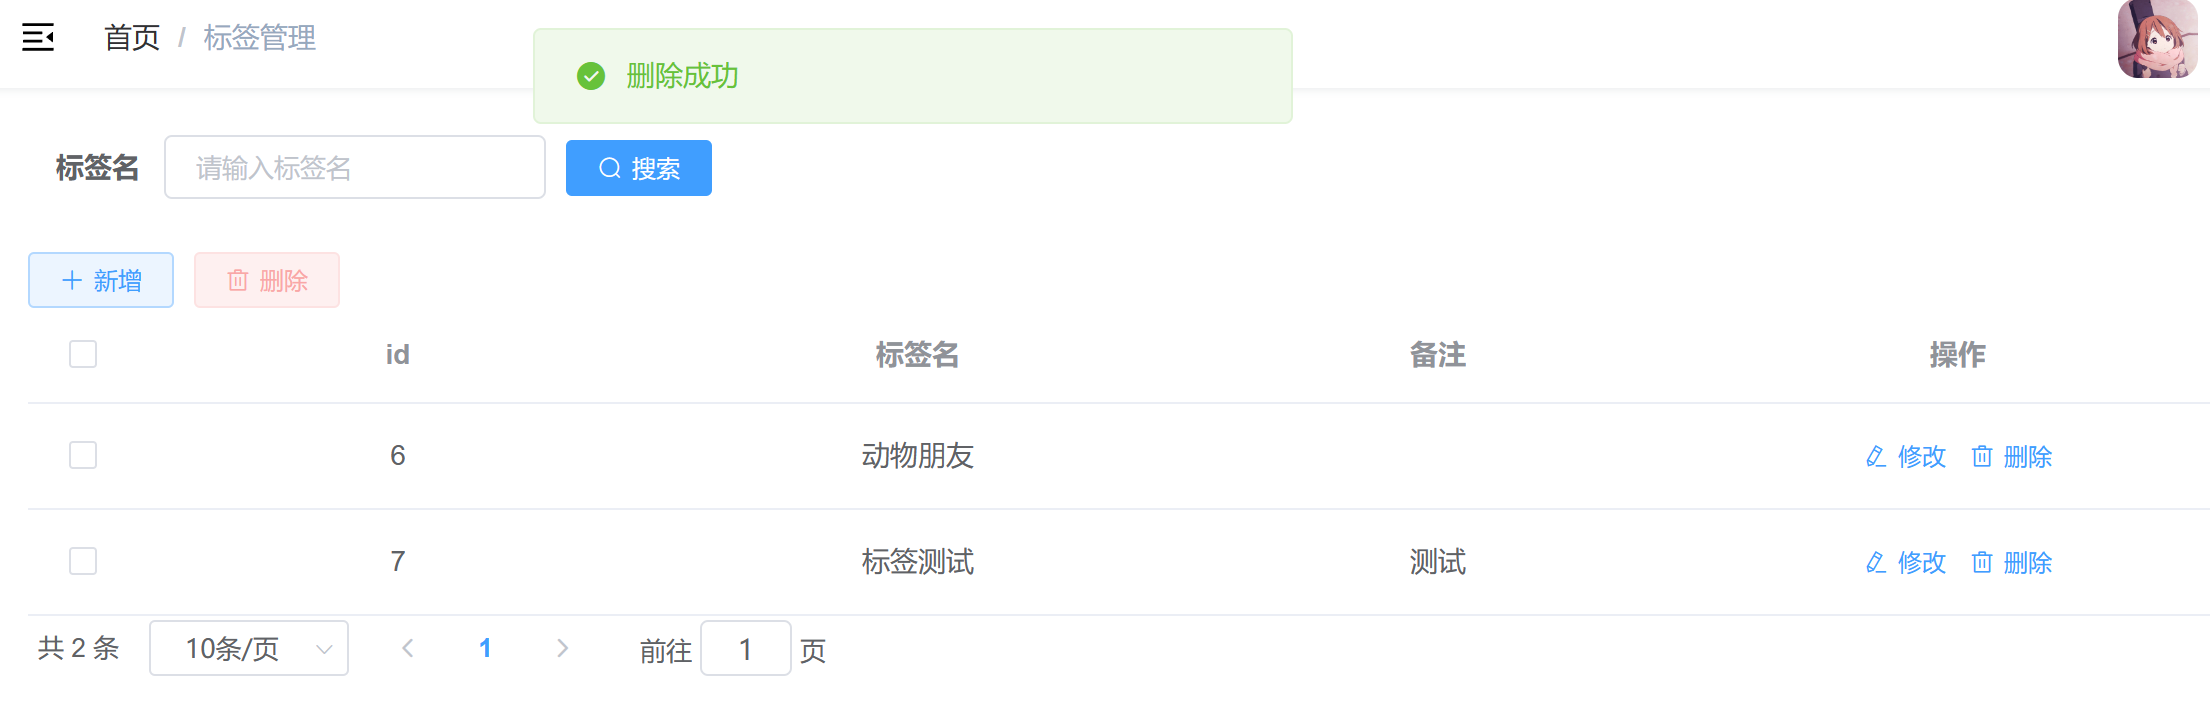 首页 / 标签管理
删除成功
标签名 请输入标签名 搜索
新增 删除
id 标签名 备注 操作
6 动物朋友 修改 删除
7 标签测试 测试 修改 删除
共 2 条 10条/页 1 前往 1 页